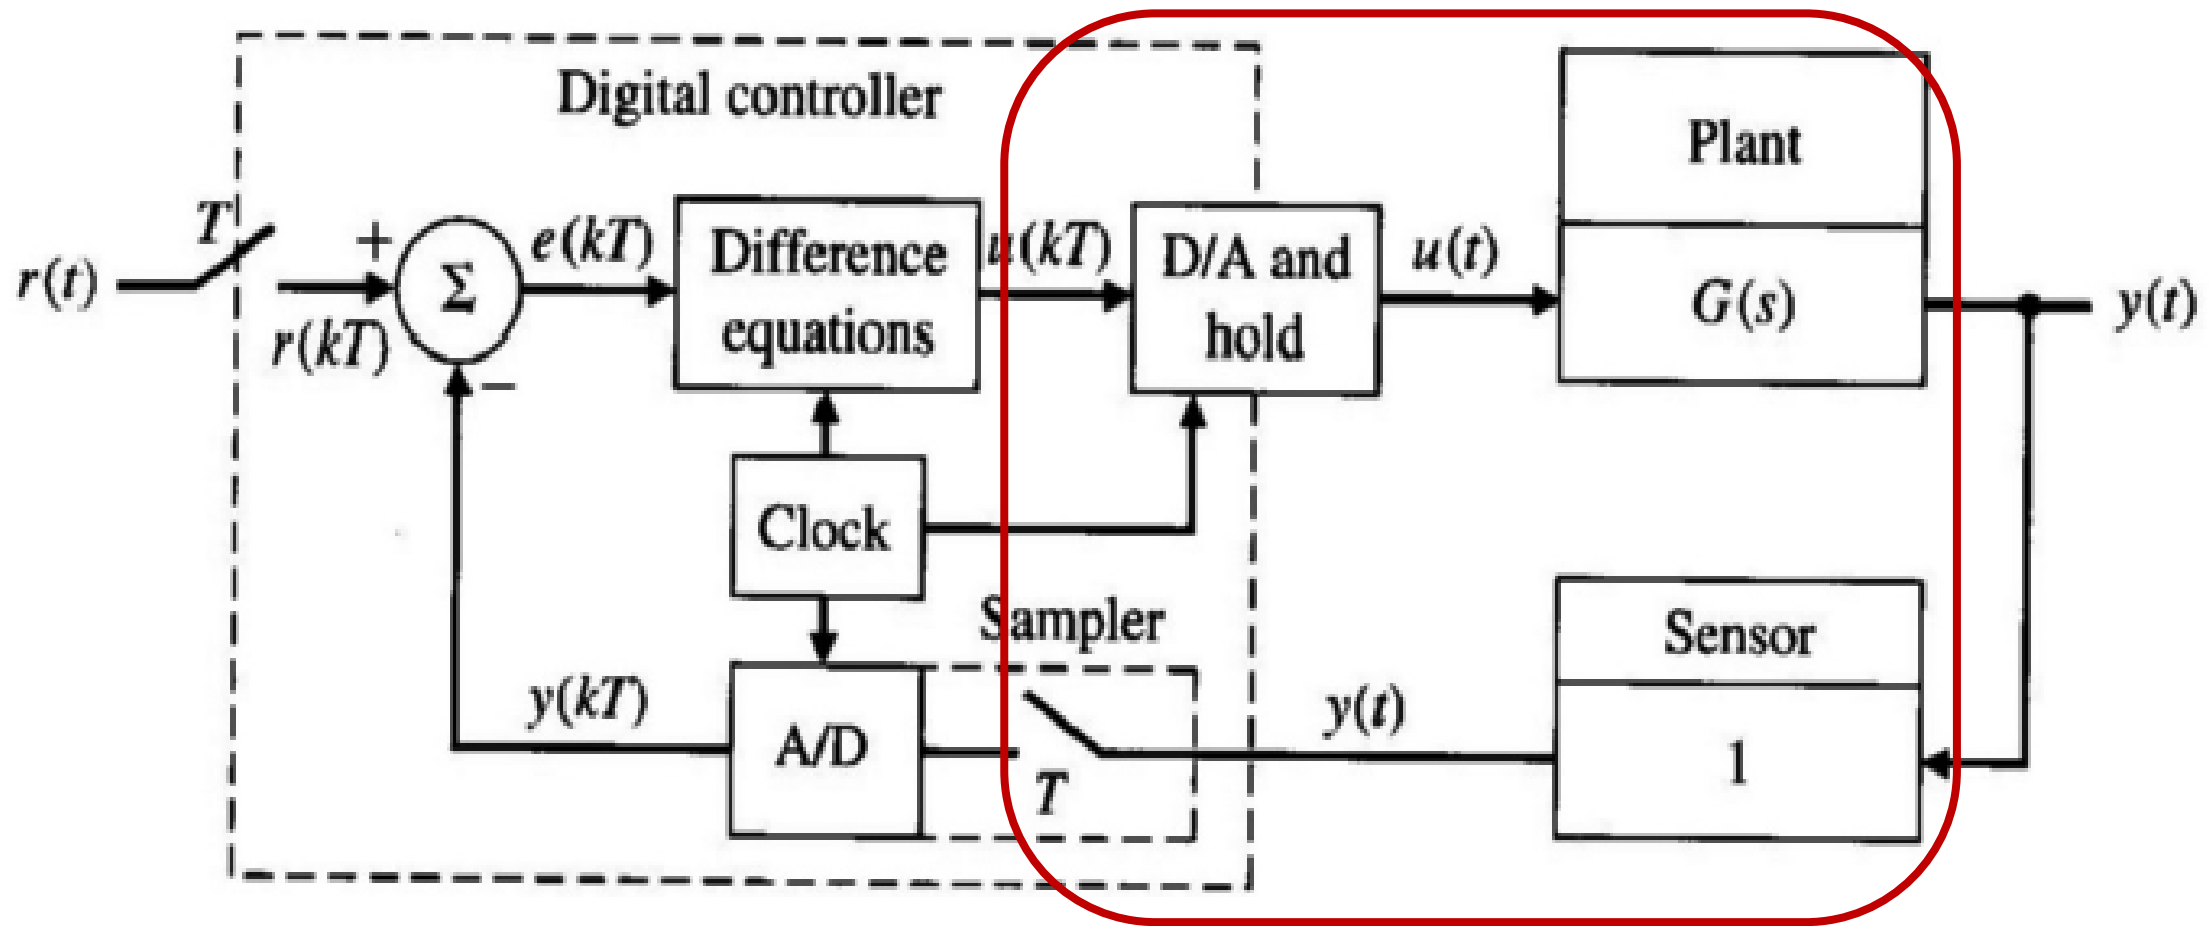 Digital controller
Plant
T
r(t)
+
r(kT)
Σ
−
e(kT)
Difference
equations
u(kT)
D/A and
hold
u(t)
G(s)
y(t)
Clock
Sampler
Sensor
y(kT)
A/D
T
y(t)
1